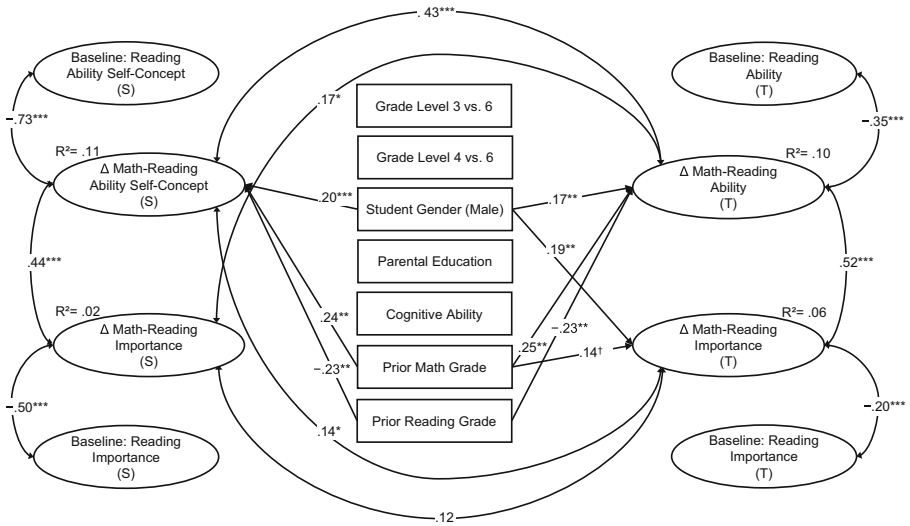 .43***
Baseline: Reading
Ability Self-Concept
(S)
Baseline: Reading
Ability
(T)
−.73***
.17*
Grade Level 3 vs. 6
−.35***
R²= .11
Δ Math-Reading
Ability Self-Concept
(S)
Grade Level 4 vs. 6
R²= .10
Δ Math-Reading
Ability
(T)
.20***
Student Gender (Male)
.17**
.44***
Parental Education
.19**
.52***
R²= .02
Δ Math-Reading
Importance
(S)
Cognitive Ability
R²= .06
Δ Math-Reading
Importance
(T)
.24**
−.23**
.25**
.14†
Prior Math Grade
−.23**
−.50***
Prior Reading Grade
−.20***
.14*
Baseline: Reading
Importance
(S)
Baseline: Reading
Importance
(T)
.12